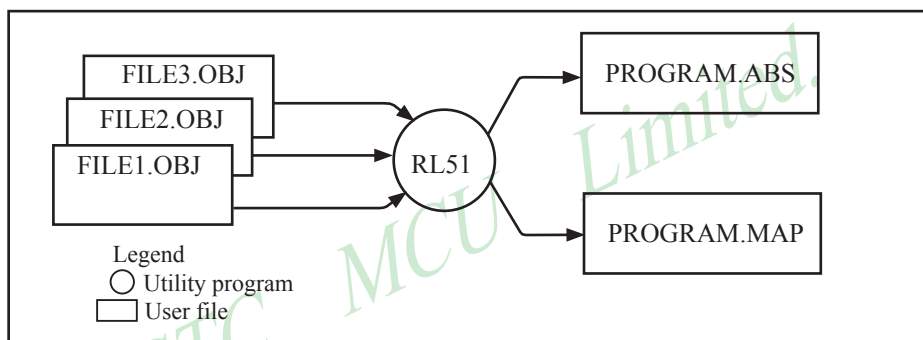 FILE3.OBJ
FILE2.OBJ
FILE1.OBJ
RL51
PROGRAM.ABS
PROGRAM.MAP
Legend
Utility program
User file
STC MCU Limited.